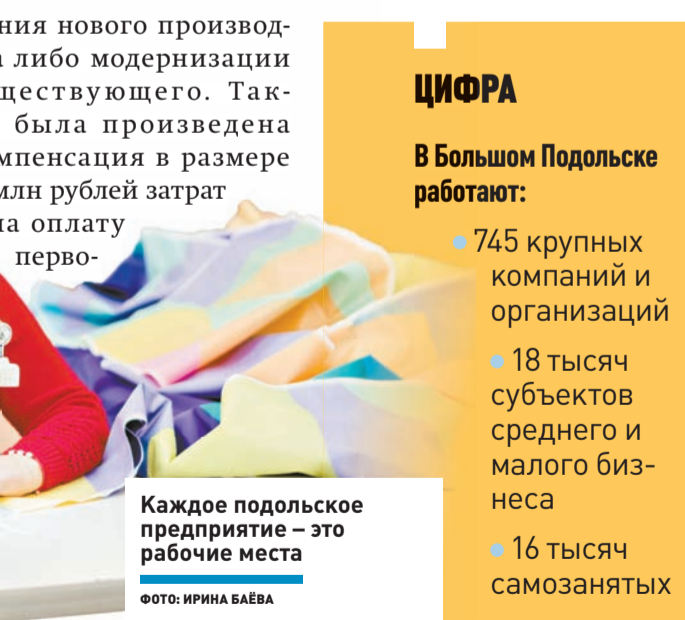 ния нового производ-
либо модернизации
ществующего. Так-
была произведена
мпенсация в размере
млн рублей затрат
на оплату
перво-
ЦИФРА
В Большом Подольске
работают:
745 крупных
компаний и
организаций
18 тысяч
субъектов
среднего и
малого биз-
неса
16 тысяч
самозанятых
Каждое подольское
предприятие – это
рабочие места
ФОТО: ИРИНА БАЁВА